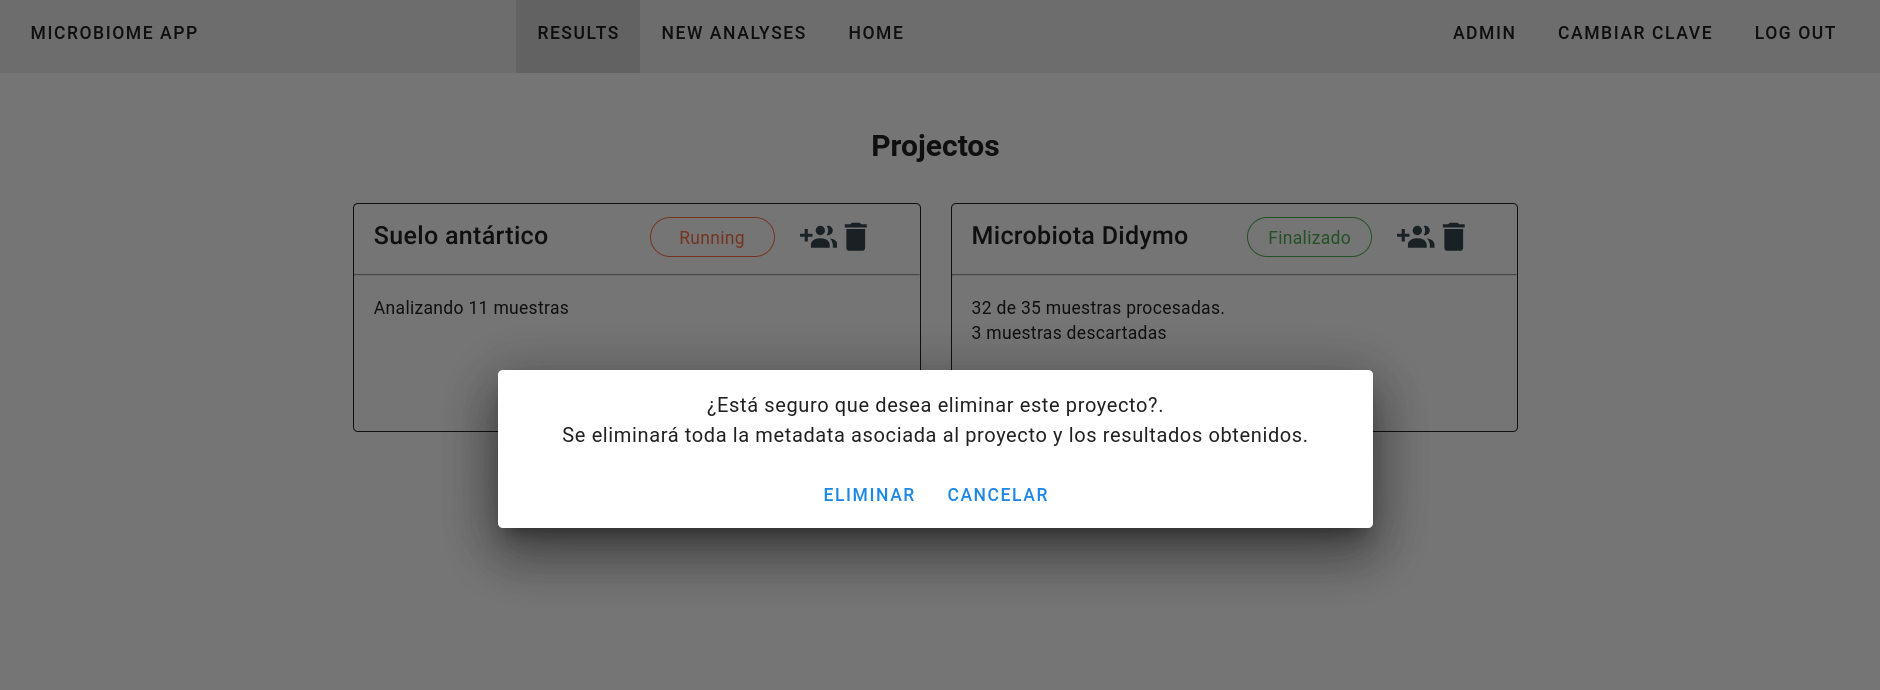 MICROBIOME APP
RESULTS
NEW ANALYSES
HOME
ADMIN
CAMBIAR CLAVE
LOG OUT
Projectos
Suelo antártico
Running
Analizando 11 muestras
Microbiota Didymo
Finalizado
32 de 35 muestras procesadas.
3 muestras descartadas
¿Está seguro que desea eliminar este proyecto?.
Se eliminará toda la metadata asociada al proyecto y los resultados obtenidos.
ELIMINAR
CANCELAR